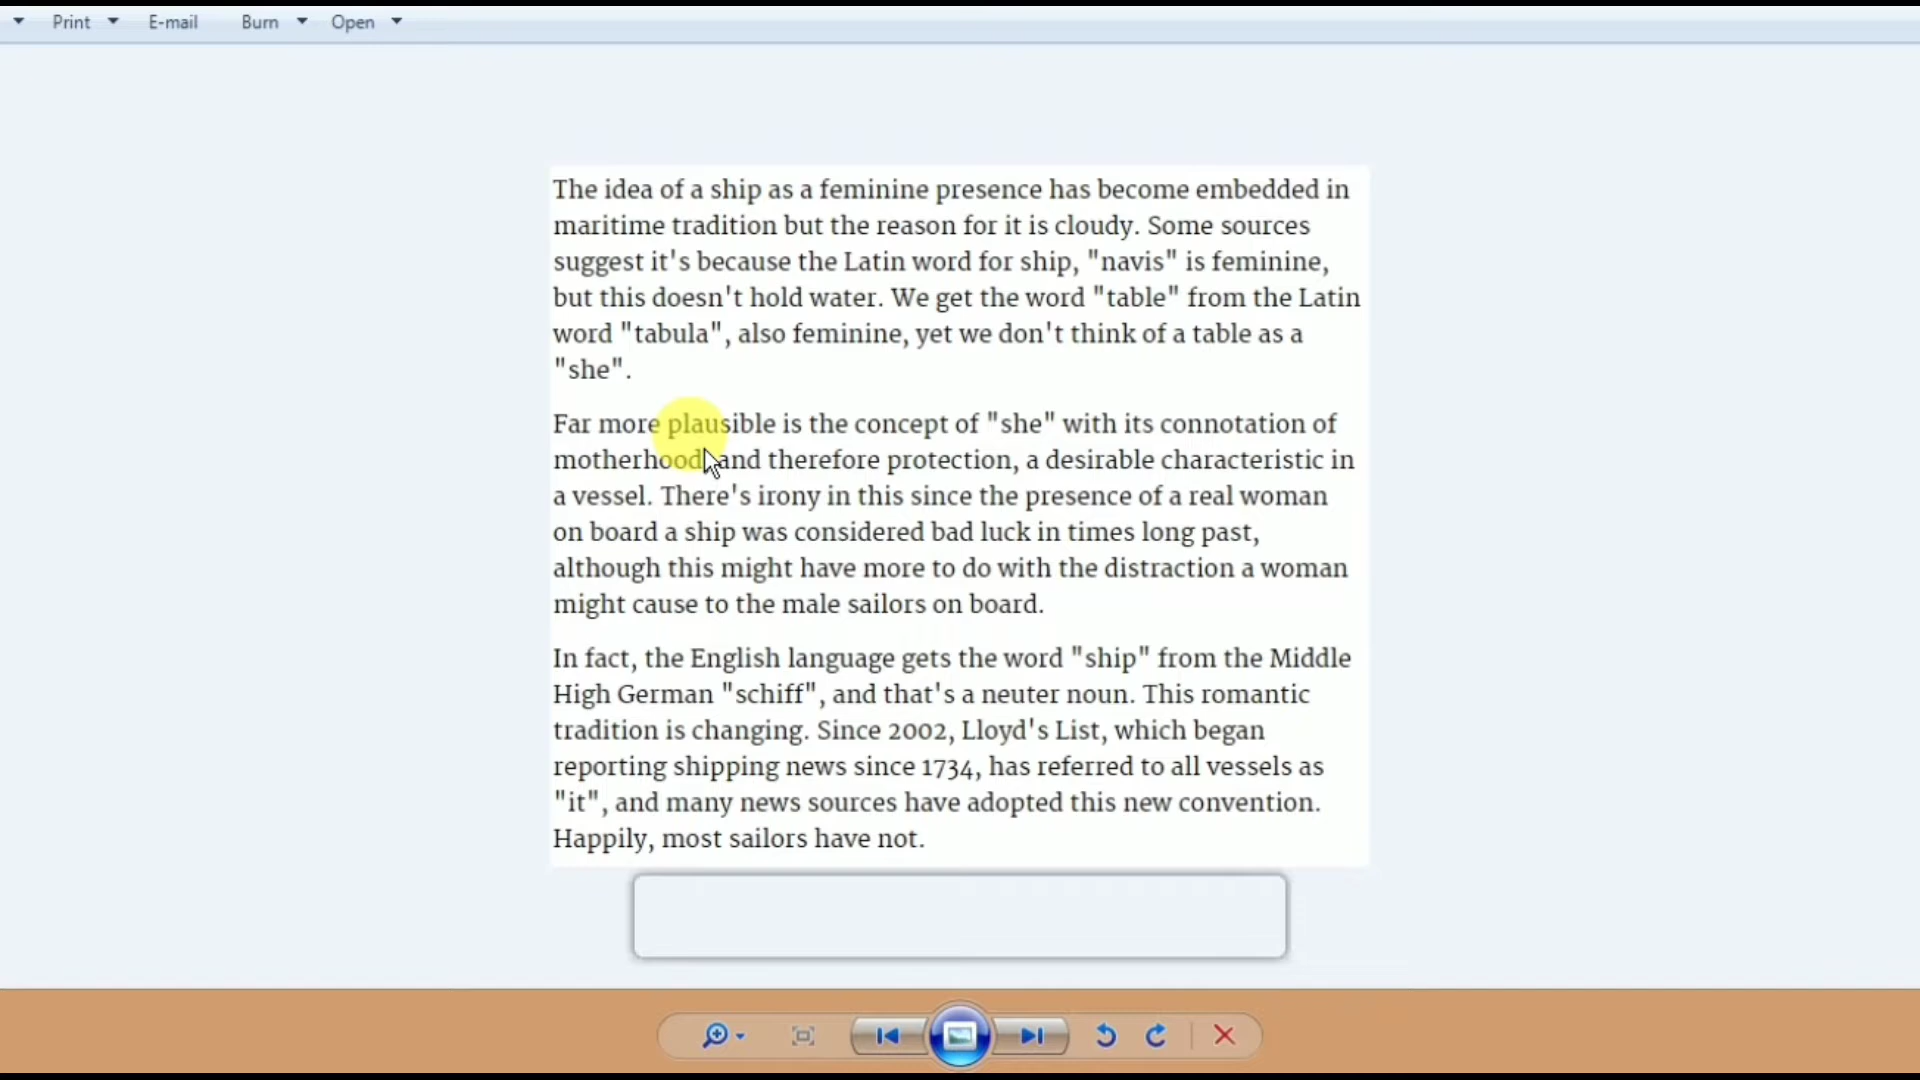 Print E-mail Burn Open
The idea of a ship as a feminine presence has become embedded in
maritime tradition but the reason for it is cloudy. Some sources
suggest it's because the Latin word for ship, "navis" is feminine,
but this doesn't hold water. We get the word "table" from the Latin
word "tabula", also feminine, yet we don't think of a table as a
"she".
Far more plausible is the concept of "she" with its connotation of
motherhood, and therefore protection, a desirable characteristic in
a vessel. There's irony in this since the presence of a real woman
on board a ship was considered bad luck in times long past,
although this might have more to do with the distraction a woman
might cause to the male sailors on board.
In fact, the English language gets the word "ship" from the Middle
High German "schiff", and that's a neuter noun. This romantic
tradition is changing. Since 2002, Lloyd's List, which began
reporting shipping news since 1734, has referred to all vessels as
"it", and many news sources have adopted this new convention.
Happily, most sailors have not.